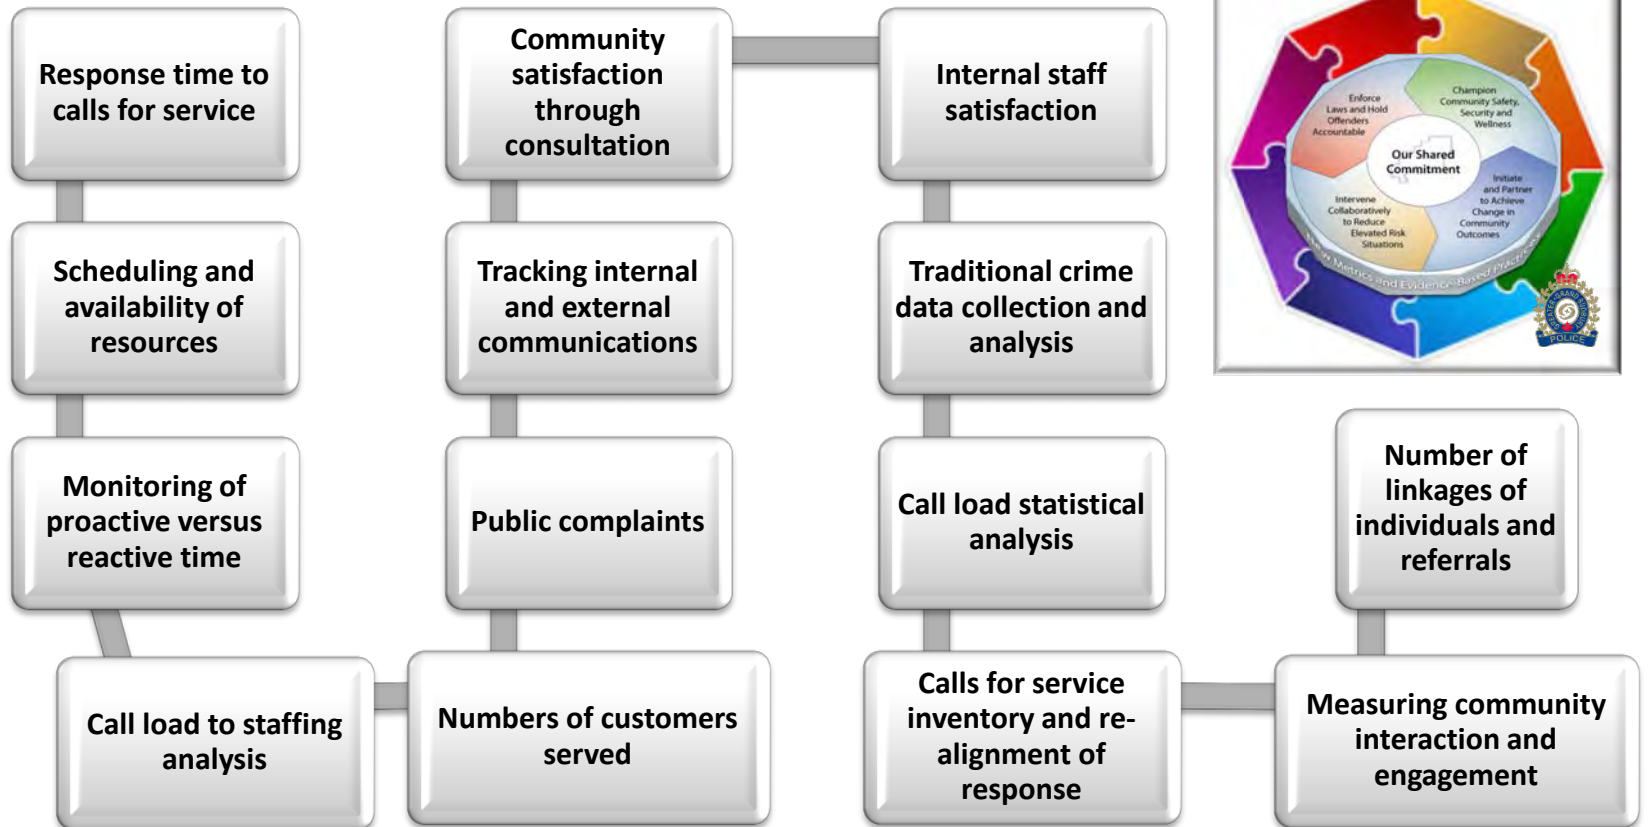 Response time to
calls for service
Scheduling and
availability of
resources
Monitoring of
proactive versus
reactive time
Call load to staffing
analysis
Numbers of customers
served
Public complaints
Tracking internal
and external
communications
Community
satisfaction
through
consultation
Internal staff
satisfaction
Traditional crime
data collection and
analysis
Call load statistical
analysis
Calls for service
inventory and re-
alignment of
response
Measuring community
interaction and
engagement
Number of
linkages of
individuals and
referrals
Enforce
Laws and Hold
Offenders
Accountable
Champion
Community Safety,
Security and
Wellness
Our Shared
Commitment
Intervene
Collaboratively
to Reduce
Elevated Risk
Situations
Initiate
and Partner
to Achieve
Change in
Community
Outcomes
Metrics and Evidence-Based
POLICE